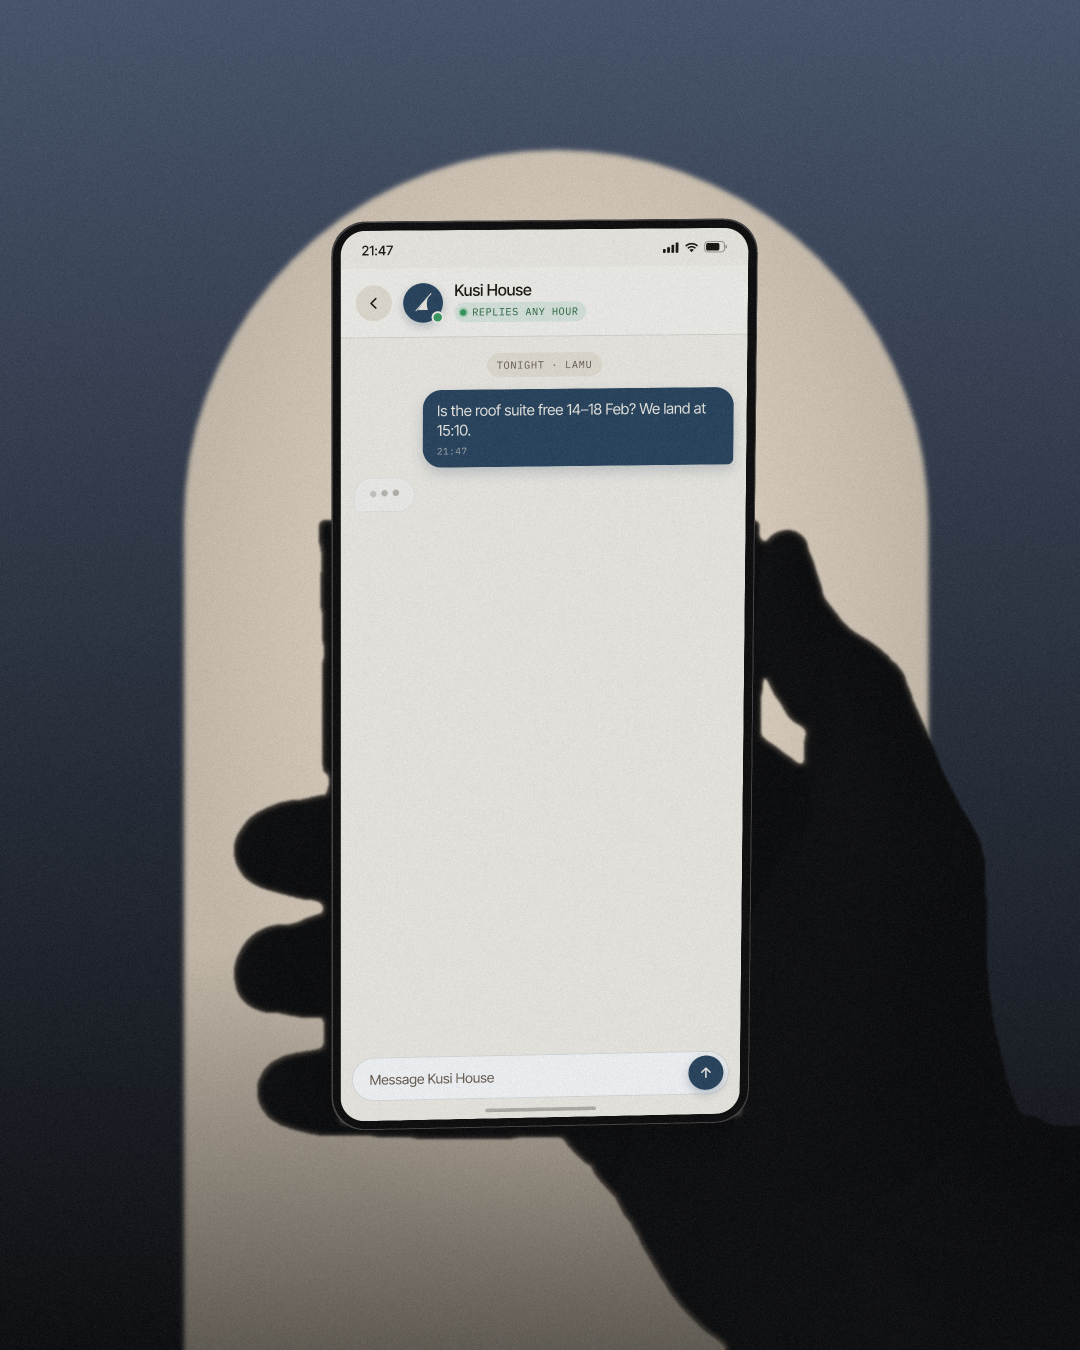 21:47
Kusi House
REPLIES ANY HOUR
TONIGHT · LAMU
Is the roof suite free 14–18 Feb? We land at
15:10.
21:47
Message Kusi House